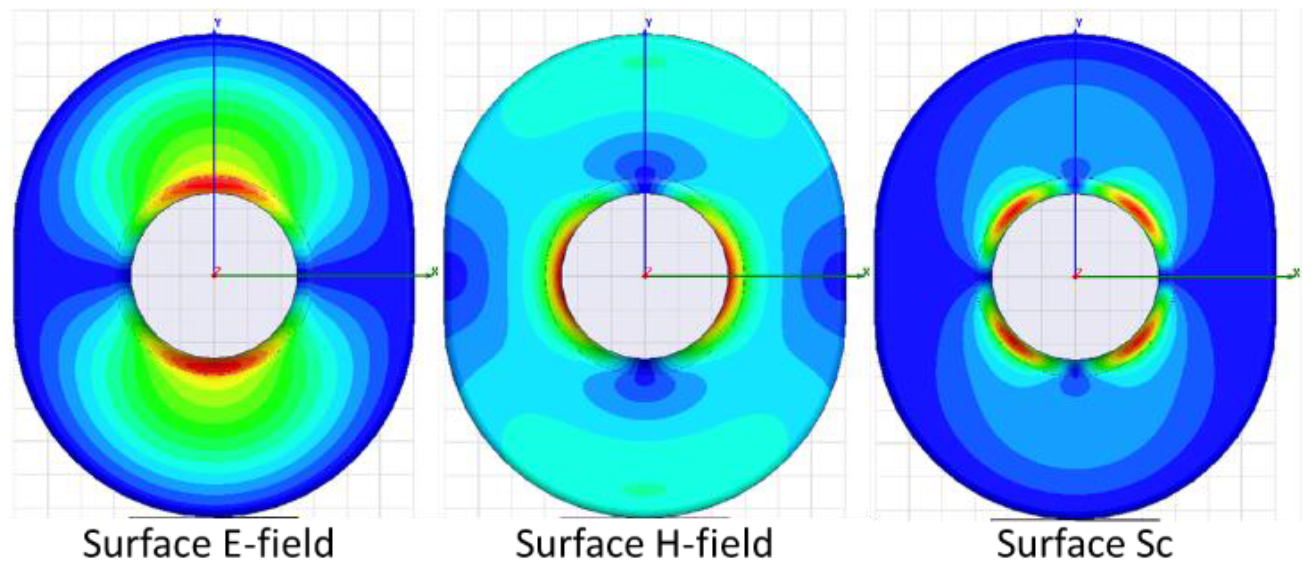 Y Y Y
Z X Z X Z X
Surface E-field Surface H-field Surface Sc